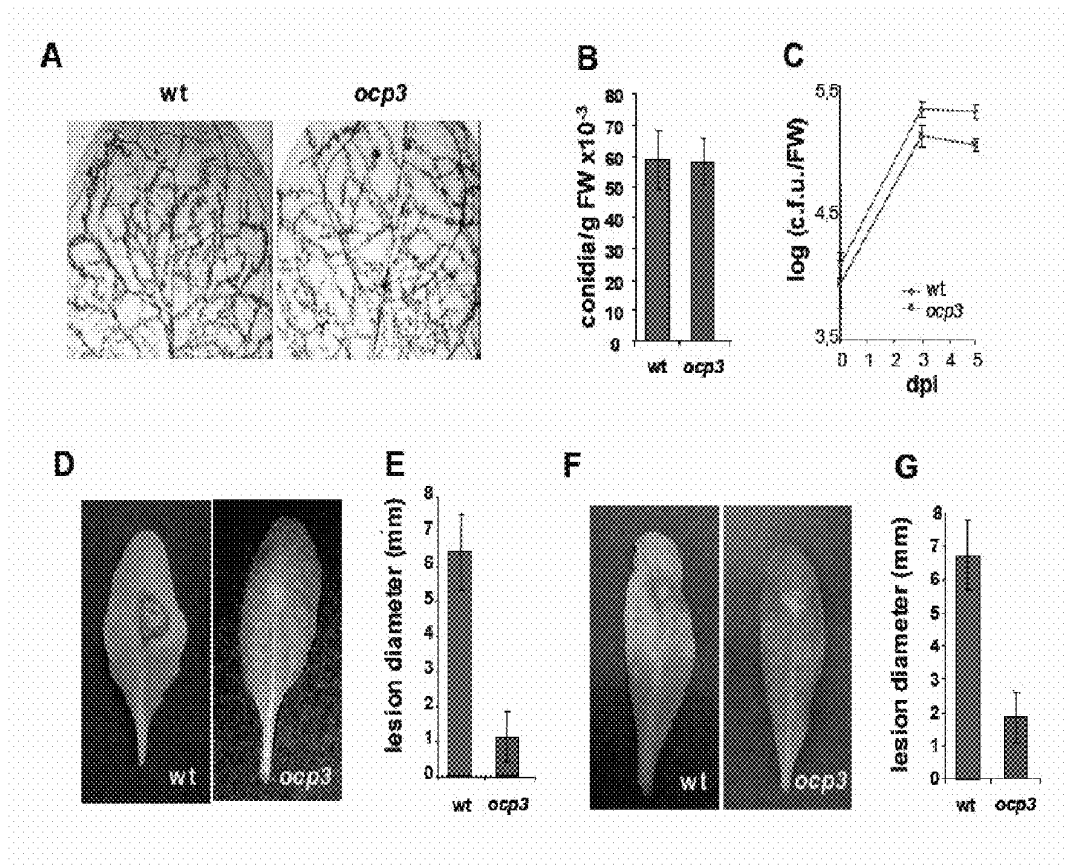 A
wt
ocp3
B
conidia/g FW x10-3
80
70
60
50
40
30
20
10
0
wt
ocp3
C
log (c.f.u./FW)
5,5
4,5
3,5
wt
ocp3
0 1 2 3 4 5
dpi
D
wt
ocp3
E
lesion diameter (mm)
8
7
6
5
4
3
2
1
0
wt
ocp3
F
wt
ocp3
G
lesion diameter (mm)
8
7
6
5
4
3
2
1
0
wt
ocp3